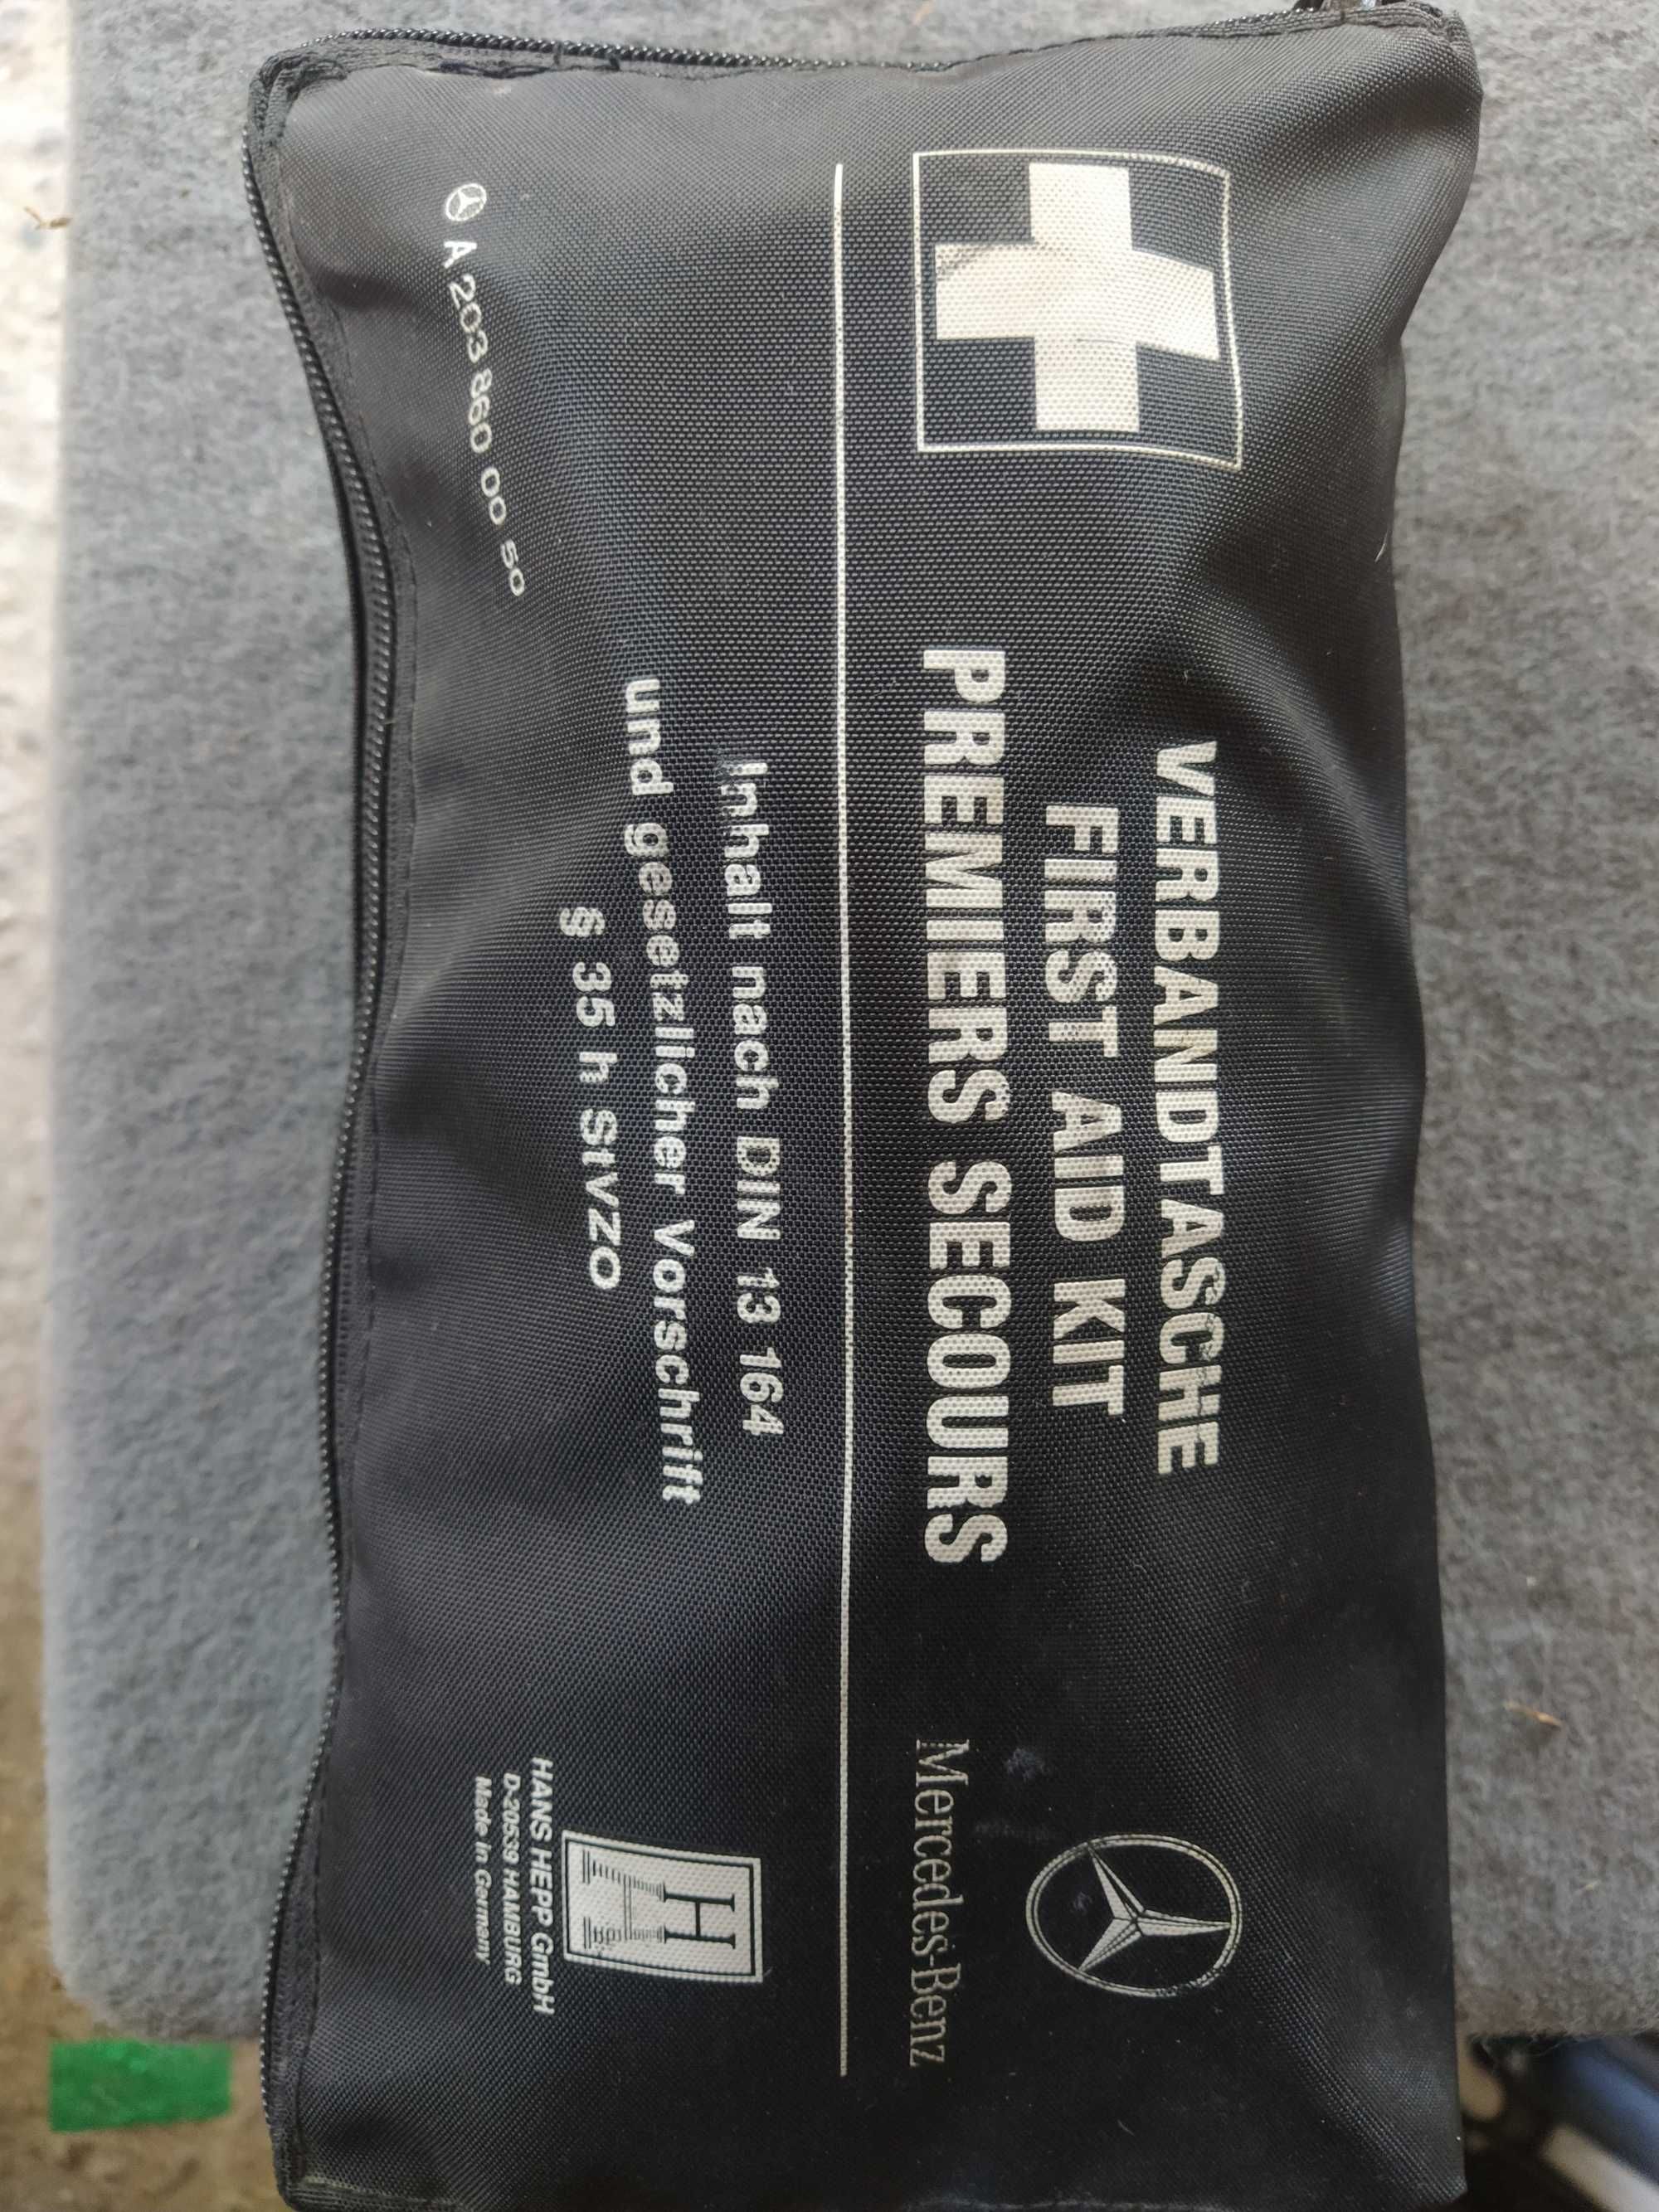 VERBANDTASCHE
FIRST AID KIT
PREMIERS SECOURS
Mercedes-Benz
Inhalt nach DIN 13 164
und gesetzlicher Vorschrift
§ 35 h StVZO
A 203 860 00 50
H
HANS HEPP GmbH
D-20539 HAMBURG
Made in Germany